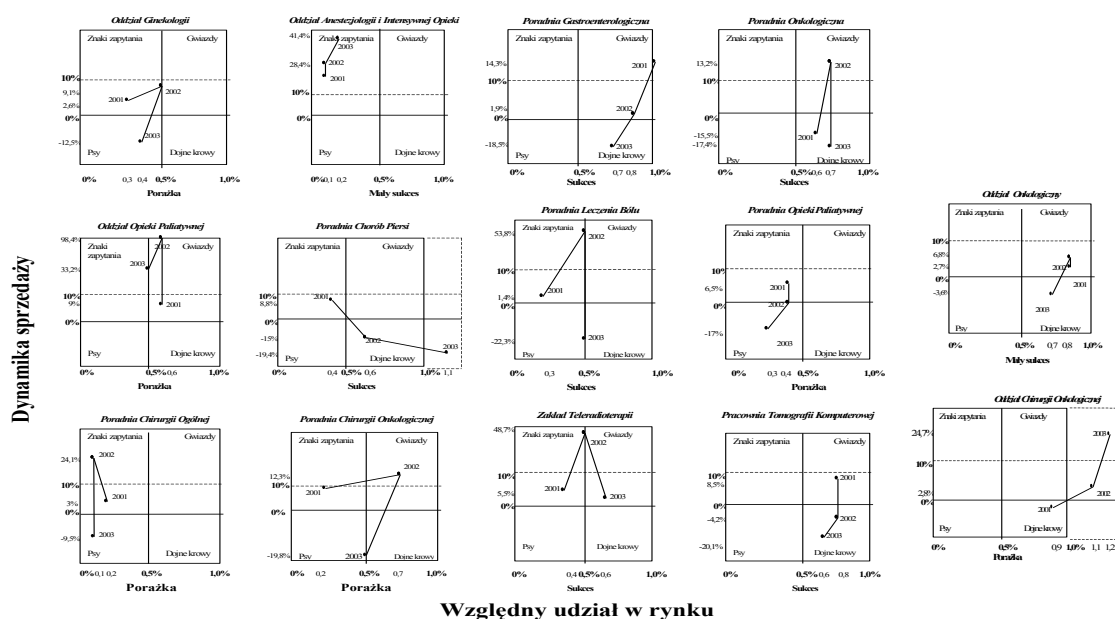 Oddział Ginekologii
Znaki zapytania Gwiazdy
10%
9,1%
2,6%
0%
-12,5%
2001 2002
2003
Psy Dojne krowy
0% 0,3 0,4 0,5% 1,0%
Porażka
Oddział Anestezjologii i Intensywnej Opieki
41,4%
Znaki zapytania Gwiazdy
2003
28,4%
2002
2001
10%
0%
Psy Dojne krowy
0% 0,1 0,2 0,5% 1,0%
Mały sukces
Poradnia Gastroenterologiczna
Znaki zapytania Gwiazdy
14,3%
2001
10%
1,9%
2002
0%
-18,5%
2003
Psy Dojne krowy
0% 0,5% 0,7 0,8 1,0%
Sukces
Poradnia Onkologiczna
Znaki zapytania Gwiazdy
13,2%
2002
10%
0%
-15,5%
2001
-17,4%
2003
Psy Dojne krowy
0% 0,5% 0,6 0,7 1,0%
Sukces
Oddział Opieki Paliatywnej
98,4%
Znaki zapytania Gwiazdy
2002
33,2%
2003
10%
9%
2001
0%
Psy Dojne krowy
0% 0,5% 0,6 1,0%
Porażka
Poradnia Chorób Piersi
Znaki zapytania Gwiazdy
10%
8,8%
2001
0%
-15%
2002
-19,4%
2003
Psy Dojne krowy
0% 0,4 0,5% 0,6 1,0% 1,1
Sukces
Poradnia Leczenia Bólu
Znaki zapytania Gwiazdy
53,8%
2002
10%
1,4%
2001
0%
-22,3%
2003
Psy Dojne krowy
0% 0,3 0,5% 1,0%
Sukces
Poradnia Opieki Paliatywnej
Znaki zapytania Gwiazdy
10%
6,5%
2001
0%
2002
-17%
2003
Psy Dojne krowy
0% 0,3 0,4 0,5% 1,0%
Porażka
Oddział Onkologiczny
Znaki zapytania Gwiazdy
10%
6,8%
2,7%
2002
0%
2001
-3,6%
2003
Psy Dojne krowy
0% 0,5% 0,7 0,8 1,0%
Mały sukces
Dynamika sprzedaży
Poradnia Chirurgii Ogólnej
Znaki zapytania Gwiazdy
24,1%
2002
10%
3%
2001
0%
-9,5%
2003
Psy Dojne krowy
0% 0,1 0,2 0,5% 1,0%
Porażka
Poradnia Chirurgii Onkologicznej
Znaki zapytania Gwiazdy
12,3%
2002
10%
2001
0%
-19,8%
2003
Psy Dojne krowy
0% 0,2 0,5% 0,7 1,0%
Porażka
Zakład Teleradioterapii
48,7%
Znaki zapytania Gwiazdy
2002
10%
5,5%
2001
2003
0%
Psy Dojne krowy
0% 0,4 0,5% 0,6 1,0%
Sukces
Pracownia Tomografii Komputerowej
Znaki zapytania Gwiazdy
10%
8,5%
2001
0%
-4,2%
2002
-20,1%
2003
Psy Dojne krowy
0% 0,5% 0,6 0,8 1,0%
Sukces
Oddział Chirurgii Onkologicznej
Znaki zapytania Gwiazdy
24,7%
2003
10%
2,8%
2002
0%
2001
Psy Dojne krowy
0% 0,5% 0,9 1,0% 1,1 1,2
Porażka
Względny udział w rynku